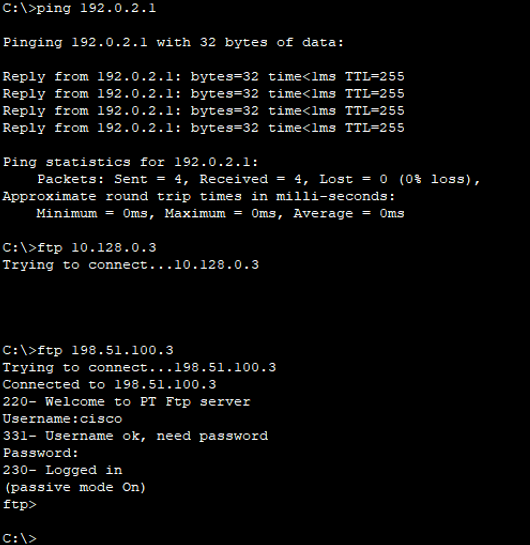 C:\>ping 192.0.2.1
Pinging 192.0.2.1 with 32 bytes of data:
Reply from 192.0.2.1: bytes=32 time<1ms TTL=255
Reply from 192.0.2.1: bytes=32 time<1ms TTL=255
Reply from 192.0.2.1: bytes=32 time<1ms TTL=255
Reply from 192.0.2.1: bytes=32 time<1ms TTL=255
Ping statistics for 192.0.2.1:
    Packets: Sent = 4, Received = 4, Lost = 0 (0% loss),
Approximate round trip times in milli-seconds:
    Minimum = 0ms, Maximum = 0ms, Average = 0ms
C:\>ftp 10.128.0.3
Trying to connect...10.128.0.3
C:\>ftp 198.51.100.3
Trying to connect...198.51.100.3
Connected to 198.51.100.3
220- Welcome to PT Ftp server
Username:cisco
331- Username ok, need password
Password:
230- Logged in
(passive mode On)
ftp>
C:\>